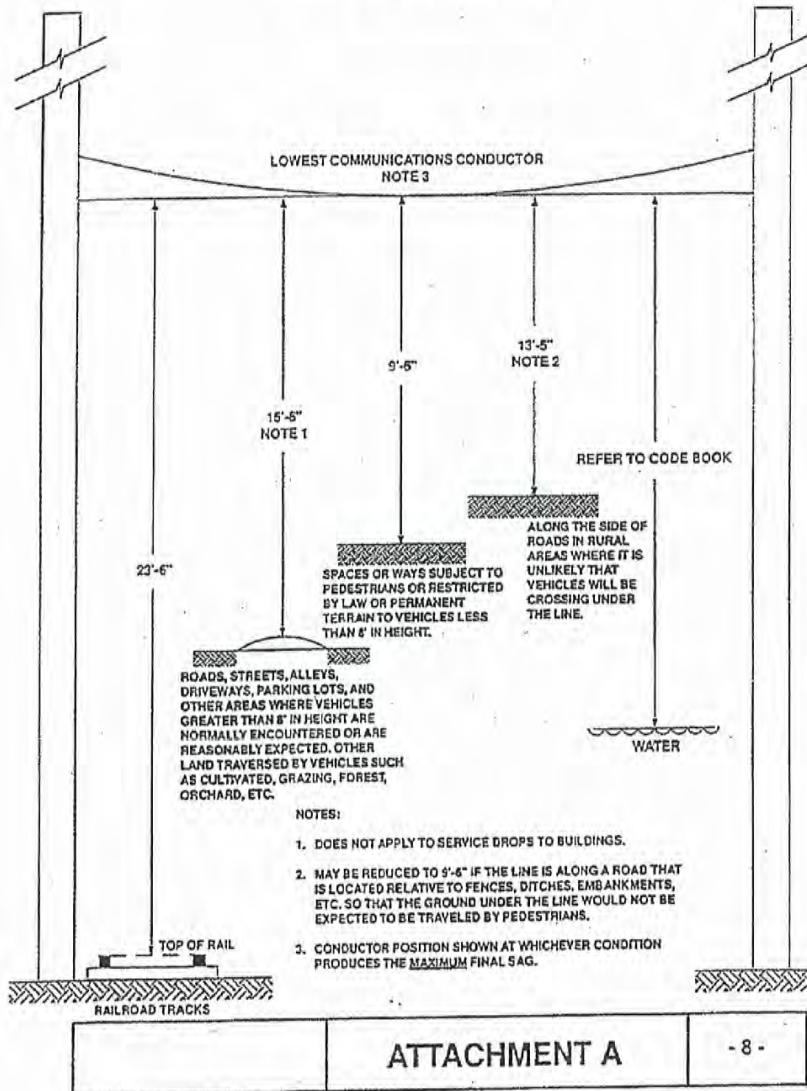 LOWEST COMMUNICATIONS CONDUCTOR
NOTE 3
13'-5"
NOTE 2
9'-5"
15'-5"
NOTE 1
REFER TO CODE BOOK
23'-6"
ALONG THE SIDE OF
ROADS IN RURAL
AREAS WHERE IT IS
UNLIKELY THAT
VEHICLES WILL BE
CROSSING UNDER
THE LINE.
SPACES OR WAYS SUBJECT TO
PEDESTRIANS OR RESTRICTED
BY LAW OR PERMANENT
TERRAIN TO VEHICLES LESS
THAN 8' IN HEIGHT.
ROADS, STREETS, ALLEYS,
DRIVEWAYS, PARKING LOTS, AND
OTHER AREAS WHERE VEHICLES
GREATER THAN 8' IN HEIGHT ARE
NORMALLY ENCOUNTERED OR ARE
REASONABLY EXPECTED. OTHER
LAND TRAVERSED BY VEHICLES SUCH
AS CULTIVATED, GRAZING, FOREST,
ORCHARD, ETC.
WATER
NOTES:
1. DOES NOT APPLY TO SERVICE DROPS TO BUILDINGS.
2. MAY BE REDUCED TO 9'-6" IF THE LINE IS ALONG A ROAD THAT
IS LOCATED RELATIVE TO FENCES, DITCHES, EMBANKMENTS,
ETC. SO THAT THE GROUND UNDER THE LINE WOULD NOT BE
EXPECTED TO BE TRAVELED BY PEDESTRIANS.
3. CONDUCTOR POSITION SHOWN AT WHICHEVER CONDITION
PRODUCES THE MAXIMUM FINAL SAG.
TOP OF RAIL
RAILROAD TRACKS
ATTACHMENT A
- 8 -